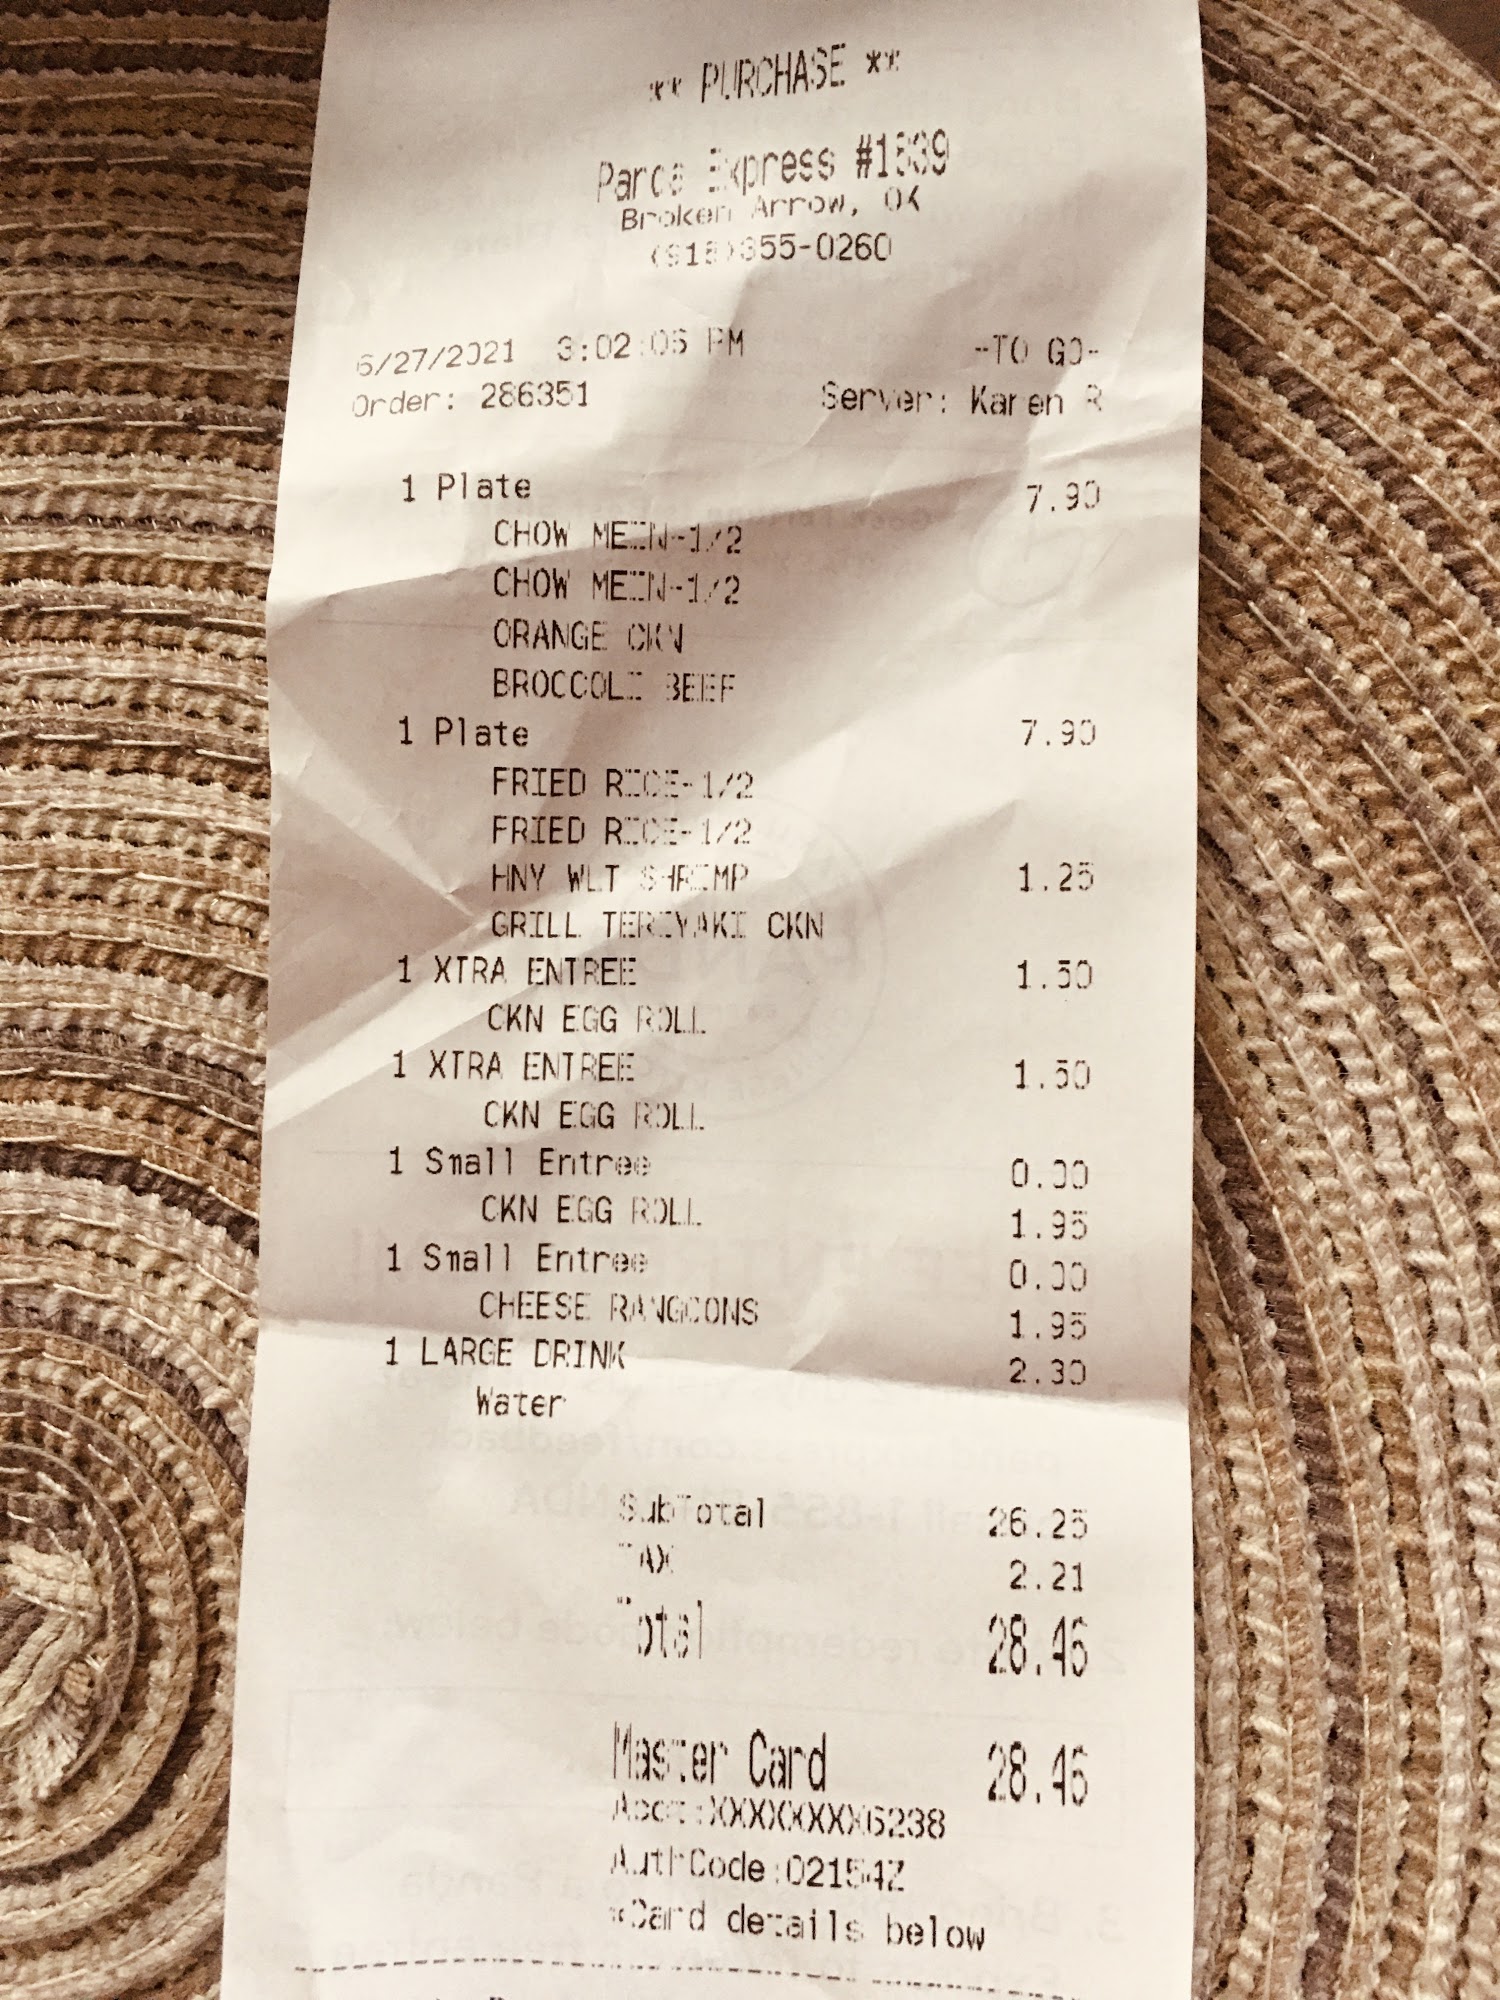 ** PURCHASE **
Panda Express #1639
Broken Arrow, OK
(918)355-0260
6/27/2021 3:02:05 PM -TO GO-
Order: 286351 Server: Karen R
1 Plate 7.90
CHOW MEIN-1/2
CHOW MEIN-1/2
ORANGE CKN
BROCCOLI BEEF
1 Plate 7.90
FRIED RICE-1/2
FRIED RICE-1/2
HNY WLT SHRIMP 1.25
GRILL TERIYAKI CKN
1 XTRA ENTREE 1.50
CKN EGG ROLL
1 XTRA ENTREE 1.50
CKN EGG ROLL
1 Small Entree 0.00
CKN EGG ROLL 1.95
1 Small Entree 0.00
CHEESE RANGOONS 1.95
1 LARGE DRINK 2.30
Water
SubTotal 26.25
TAX 2.21
Total 28.46
Master Card 28.46
Acct:XXXXXXXX6238
AuthCode:02154Z
*Card details below